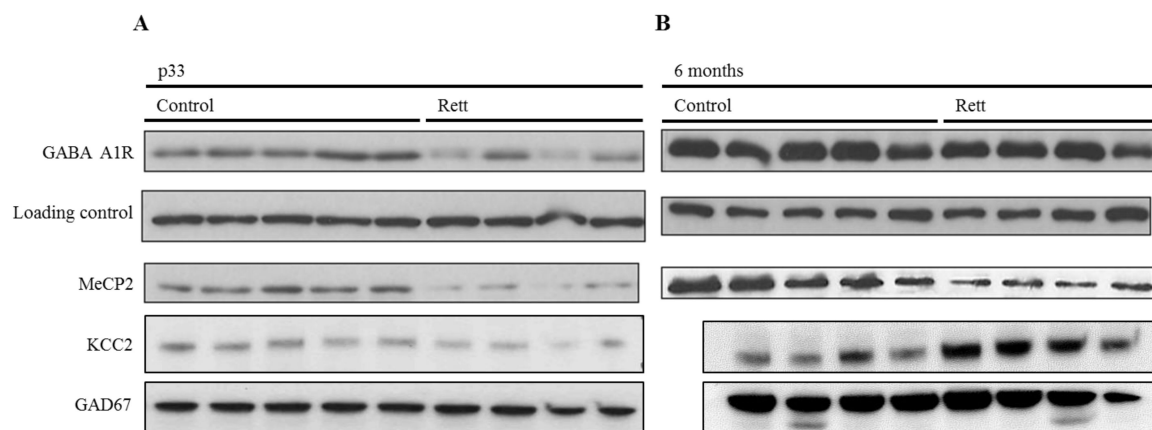 A
B
p33
6 months
Control
Rett
Control
Rett
GABA A1R
Loading control
MeCP2
KCC2
GAD67